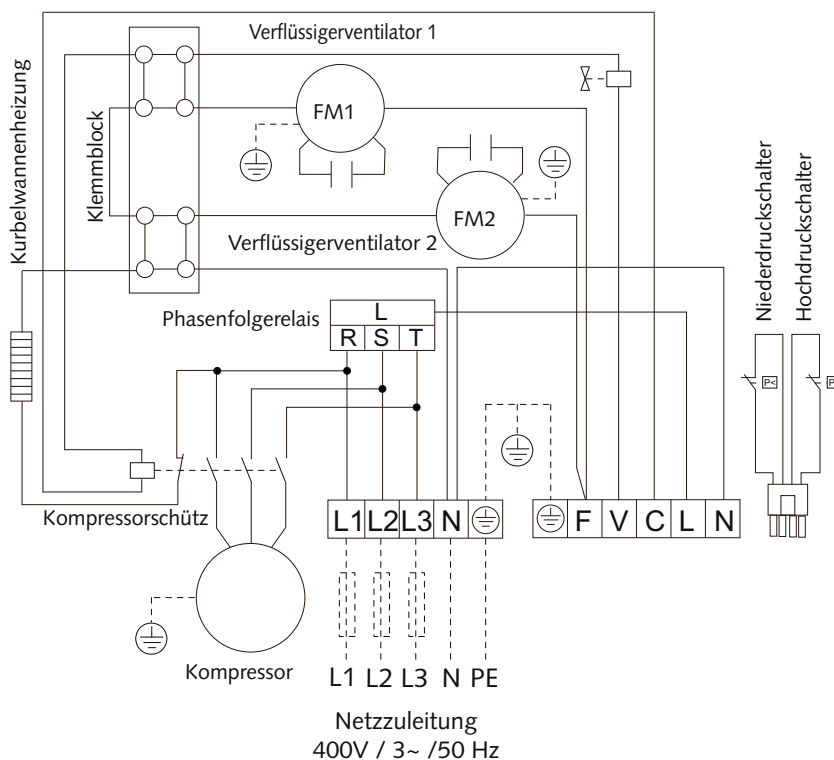 Verflüssigerventilator 1
Kurbelwannenheizung
Klemmblock
FM1
FM2
Verflüssigerventilator 2
Niederdruckschalter
Hochdruckschalter
Phasenfolgerelais
L
R S T
P<
P
Kompressorschütz
L1 L2 L3 N
F V C L N
Kompressor
L1 L2 L3 N PE
Netzzuleitung
400V / 3~ /50 Hz